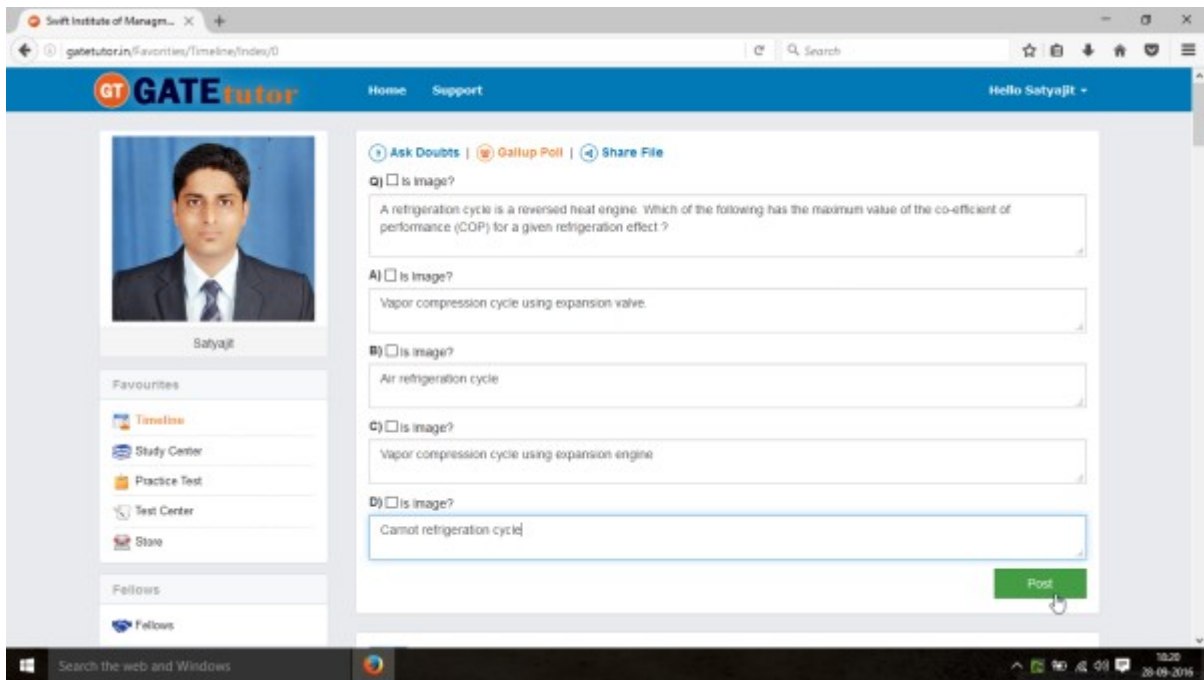 Swift Institute of Managm...
gatetutor.in/Favorities/Timeline/Index/0
Search
GT GATEtutor
Home Support
Hello Satyajit
Ask Doubts | Gallup Poll | Share File
Q) Is Image?
A refrigeration cycle is a reversed heat engine. Which of the following has the maximum value of the co-efficient of
performance (COP) for a given refrigeration effect ?
A) Is Image?
Vapor compression cycle using expansion valve.
B) Is Image?
Air refrigeration cycle
C) Is Image?
Vapor compression cycle using expansion engine
D) Is Image?
Carnot refrigeration cycle
Post
Satyajit
Favourites
Timeline
Study Center
Practice Test
Test Center
Store
Fellows
Fellows
Search the web and Windows
18:20
28-09-2016